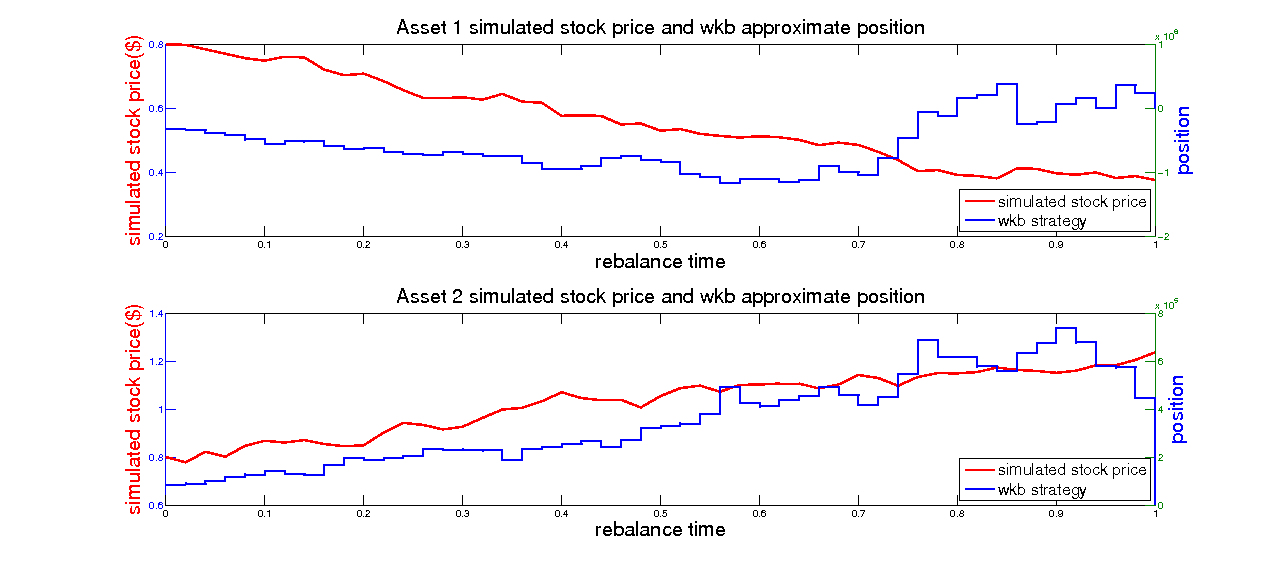 Asset 1 simulated stock price and wkb approximate position
simulated stock price($)
0.8
0.6
0.4
0.2
0 0.1 0.2 0.3 0.4 0.5 0.6 0.7 0.8 0.9 1
rebalance time
1
0
-1
-2
position
simulated stock price
wkb strategy
Asset 2 simulated stock price and wkb approximate position
simulated stock price($)
1.4
1.2
1
0.8
0.6
0 0.1 0.2 0.3 0.4 0.5 0.6 0.7 0.8 0.9 1
rebalance time
8
6
4
2
0
position
simulated stock price
wkb strategy